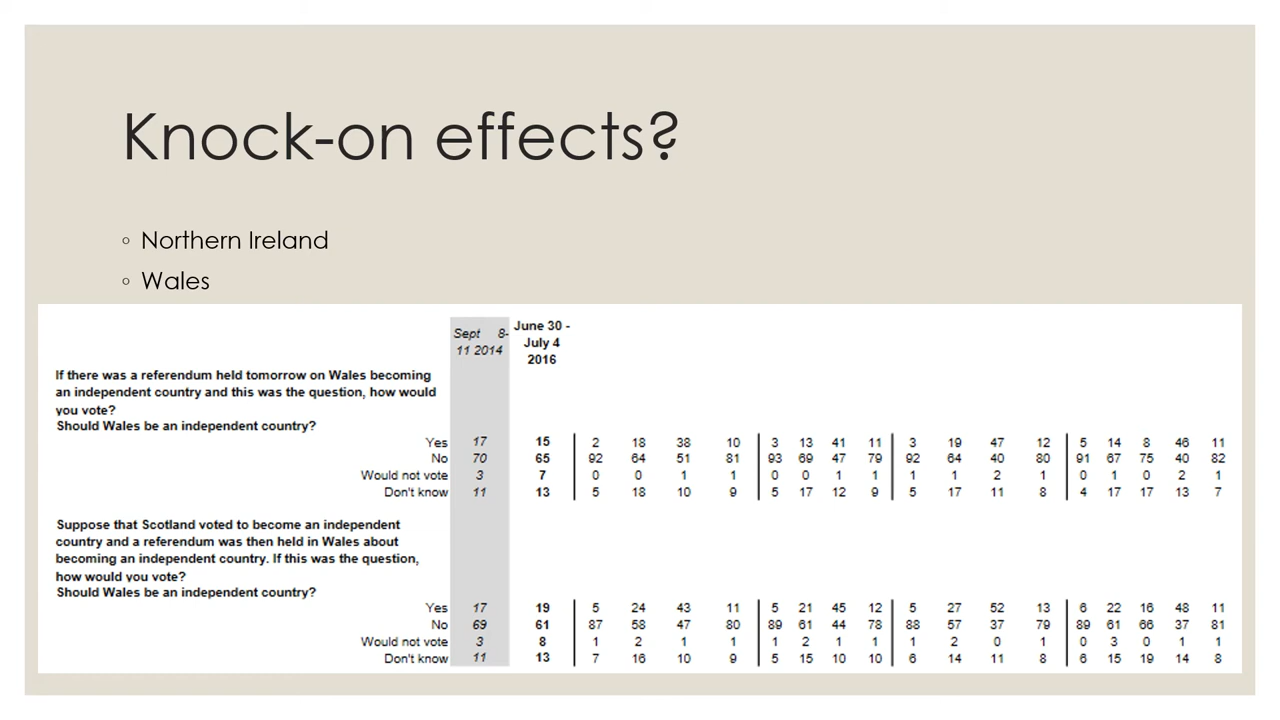 Knock-on effects?
◦ Northern Ireland
◦ Wales
Sept 8-
11 2014
June 30 -
July 4
2016
If there was a referendum held tomorrow on Wales becoming
an independent country and this was the question, how would
you vote?
Should Wales be an independent country?
Yes 17 15 2 18 38 10 3 13 41 11 3 19 47 12 5 14 8 46 11
No 70 65 92 64 51 81 93 69 47 79 92 64 40 80 91 67 75 40 82
Would not vote 3 7 0 0 1 1 0 0 1 1 1 1 2 1 0 1 0 2 1
Don't know 11 13 5 18 10 9 5 17 12 9 5 17 11 8 4 17 17 13 7
Suppose that Scotland voted to become an independent
country and a referendum was then held in Wales about
becoming an independent country. If this was the question,
how would you vote?
Should Wales be an independent country?
Yes 17 19 5 24 43 11 5 21 45 12 5 27 52 13 6 22 16 48 11
No 69 61 87 58 47 80 89 61 44 78 88 57 37 79 89 61 66 37 81
Would not vote 3 8 1 2 1 1 1 2 1 1 1 2 0 1 0 3 0 1 1
Don't know 11 13 7 16 10 9 5 15 10 10 6 14 11 8 6 15 19 14 8